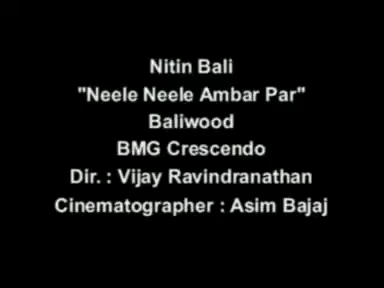 Nitin Bali
"Neele Neele Ambar Par"
Baliwood
BMG Crescendo
Dir. : Vijay Ravindranathan
Cinematographer : Asim Bajaj